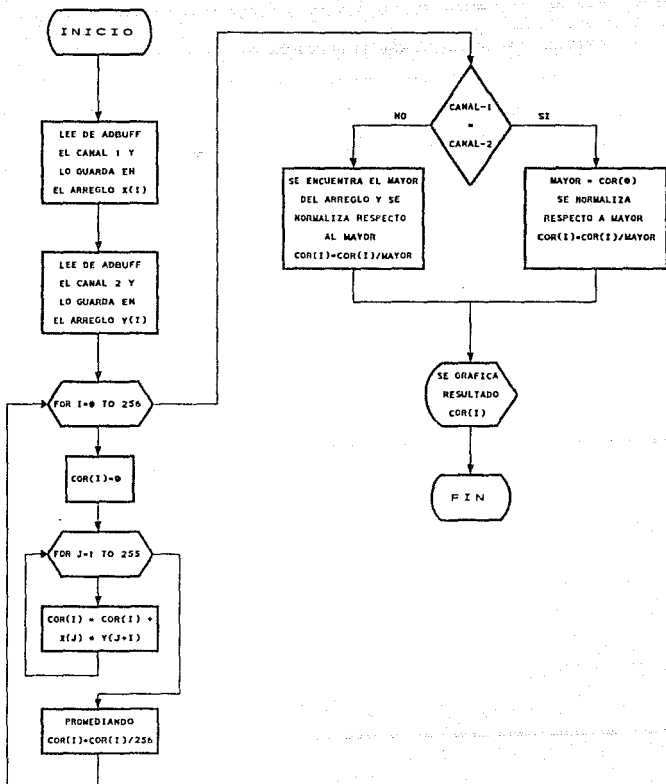 INICIO
LEE DE ADBUFF
EL CANAL 1 Y
LO GUARDA EN
EL ARREGLO X(I)
LEE DE ADBUFF
EL CANAL 2 Y
LO GUARDA EN
EL ARREGLO Y(I)
FOR I=0 TO 256
COR(I)=0
FOR J=1 TO 255
COR(I) = COR(I) +
X(J) * Y(J+I)
PROMEDIANDO
COR(I)=COR(I)/256
CANAL-1
=
CANAL-2
NO
SI
SE ENCUENTRA EL MAYOR
DEL ARREGLO Y SE
NORMALIZA RESPECTO
AL MAYOR
COR(I)=COR(I)/MAYOR
MAYOR = COR(0)
SE NORMALIZA
RESPECTO A MAYOR
COR(I)=COR(I)/MAYOR
SE GRAFICA
RESULTADO
COR(I)
FIN